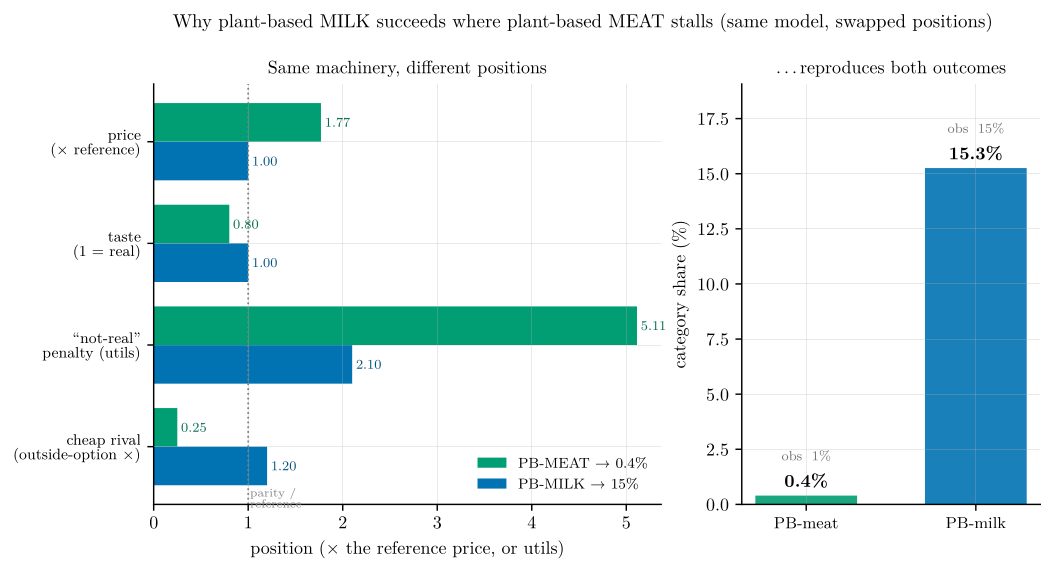 Why plant-based MILK succeeds where plant-based MEAT stalls (same model, swapped positions)
Same machinery, different positions
price
(× reference)
taste
(1 = real)
“not-real”
penalty (utils)
cheap rival
(outside-option ×)
1.77
1.00
0.80
1.00
5.11
2.10
0.25
1.20
parity /
reference
PB-MEAT → 0.4%
PB-MILK → 15%
0 1 2 3 4 5
position (× the reference price, or utils)
...reproduces both outcomes
category share (%)
17.5
15.0
12.5
10.0
7.5
5.0
2.5
0.0
obs 1%
0.4%
obs 15%
15.3%
PB-meat
PB-milk